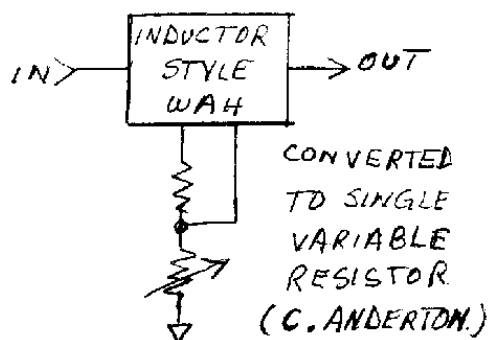 INDUCTOR
STYLE
WAH
IN
OUT
CONVERTED
TO SINGLE
VARIABLE
RESISTOR
(C. ANDERTON.)